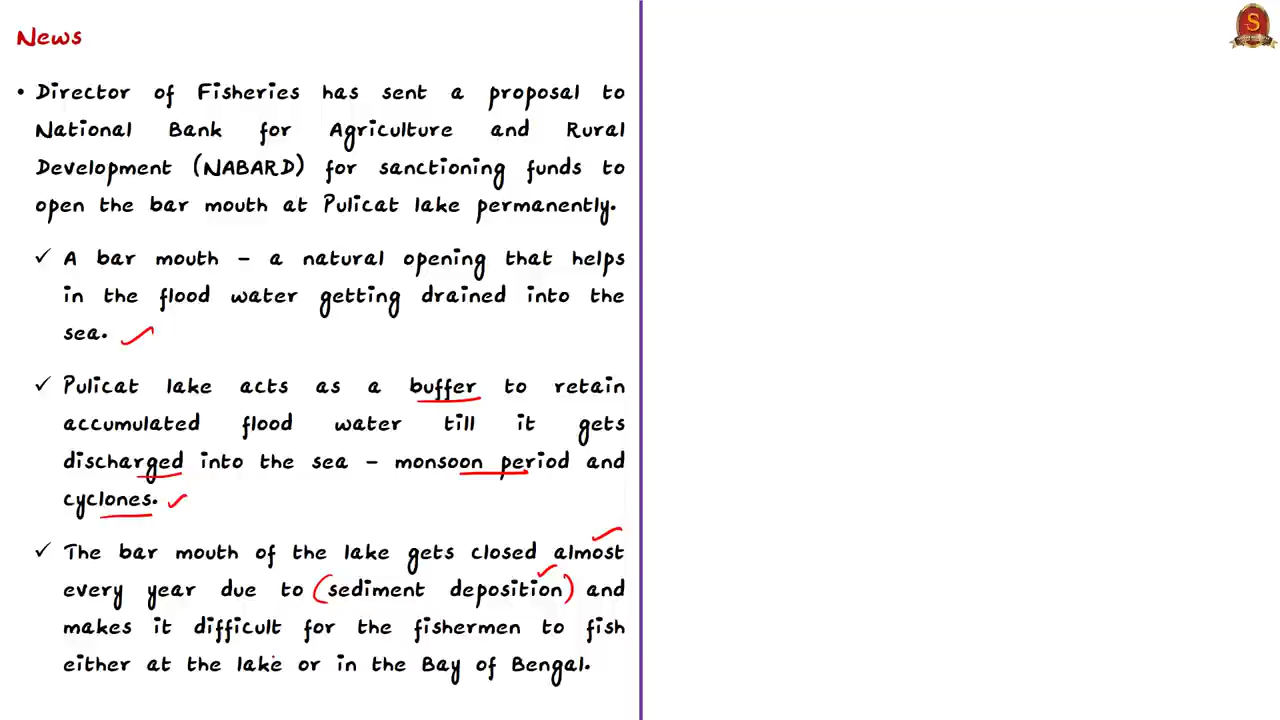 News
• Director of Fisheries has sent a proposal to
National Bank for Agriculture and Rural
Development (NABARD) for sanctioning funds to
open the bar mouth at Pulicat lake permanently.
✓ A bar mouth – a natural opening that helps
in the flood water getting drained into the
sea.
✓ Pulicat lake acts as a buffer to retain
accumulated flood water till it gets
discharged into the sea – monsoon period and
cyclones.
✓ The bar mouth of the lake gets closed almost
every year due to (sediment deposition) and
makes it difficult for the fishermen to fish
either at the lake or in the Bay of Bengal.
S